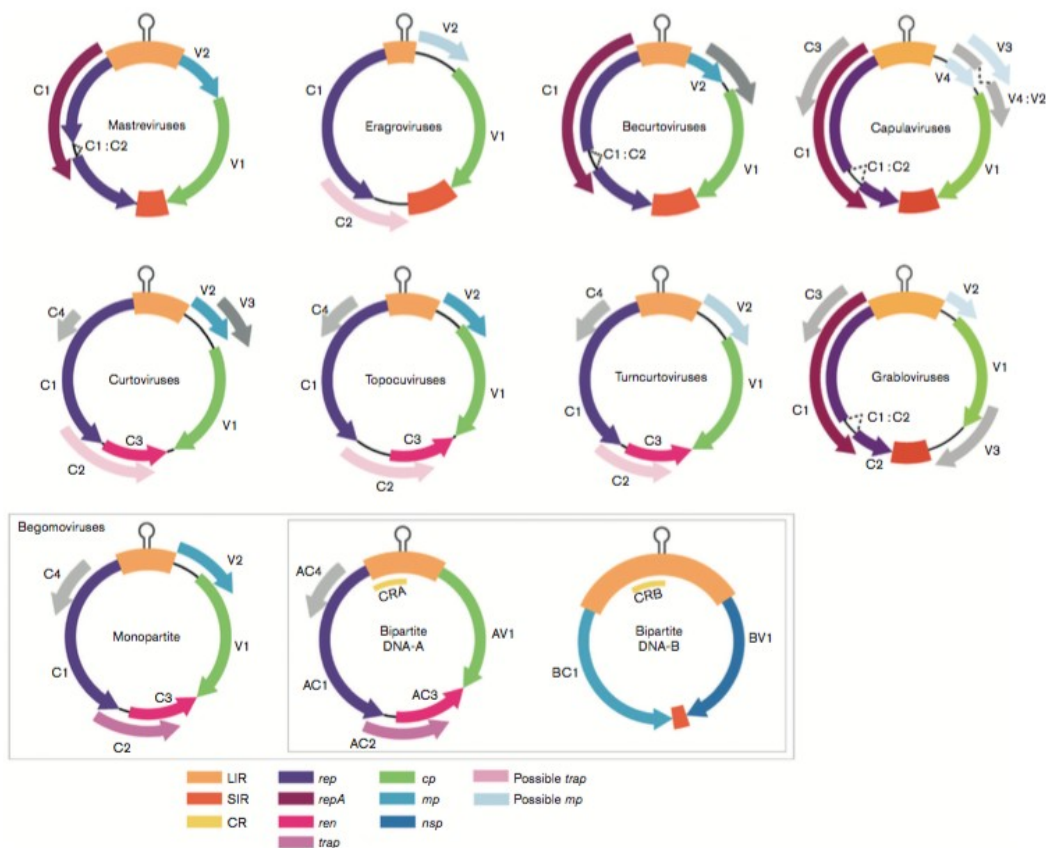 V2
C1
Mastreviruses
C1:C2
V1
V2
C1
Eragroviruses
V1
C2
C1
V2
Becurtoviruses
C1:C2
V1
C3
V3
V4
V4:V2
Capulaviruses
C1
C1:C2
V1
C4
V2
V3
C1
Curtoviruses
V1
C3
C2
C4
V2
C1
Topocuviruses
V1
C3
C2
C4
V2
C1
Turncurtoviruses
V1
C3
C2
C3
V2
Grabloviruses
V1
C1
C1:C2
C2
V3
Begomoviruses
C4
V2
Monopartite
V1
C1
C3
C2
AC4
CRA
Bipartite
DNA-A
AV1
AC1
AC3
AC2
CRB
Bipartite
DNA-B
BC1
BV1
LIR
SIR
CR
rep
repA
ren
trap
cp
mp
nsp
Possible trap
Possible mp